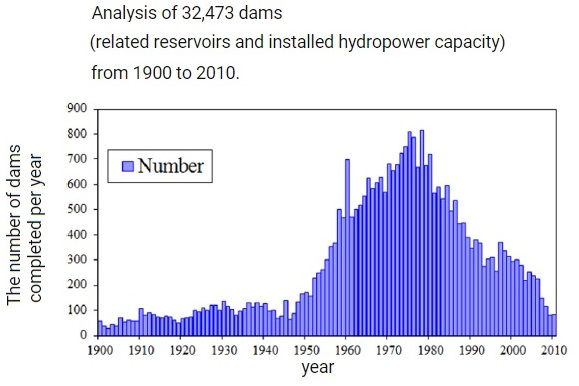 Analysis of 32,473 dams
(related reservoirs and installed hydropower capacity)
from 1900 to 2010.
The number of dams
completed per year
900
800
700
600
500
400
300
200
100
0
Number
1900 1910 1920 1930 1940 1950 1960 1970 1980 1990 2000 2010
year